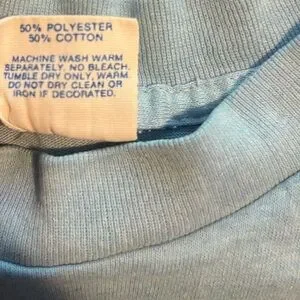 50% POLYESTER
50% COTTON
MACHINE WASH WARM
SEPARATELY. NO BLEACH.
TUMBLE DRY ONLY, WARM.
DO NOT DRY CLEAN OR
IRON IF DECORATED.